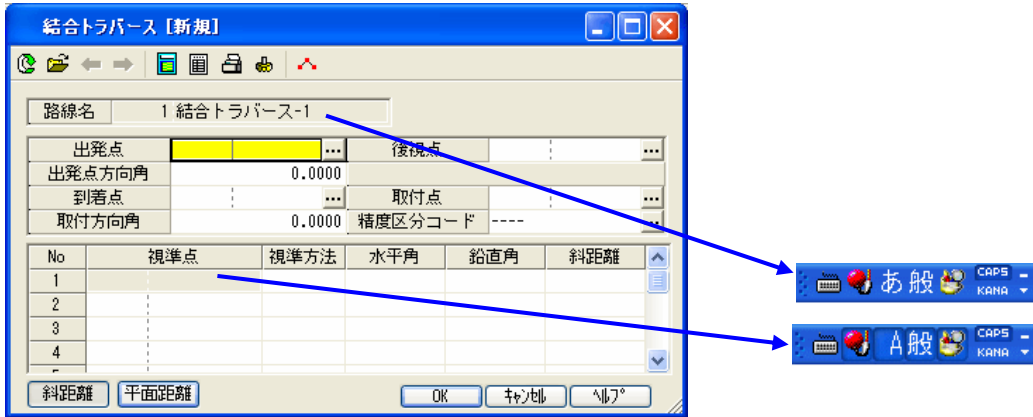 結合トラバース [新規]
路線名 1 結合トラバース-1
出発点 ... 後視点 ...
出発点方向角 0.0000
到着点 ... 取付点 ...
取付方向角 0.0000 精度区分コード ---- ...
No 視準点 視準方法 水平角 鉛直角 斜距離
1
2
3
4
斜距離 平面距離 OK キャンセル ヘルプ
あ 般 CAPS KANA
A 般 CAPS KANA